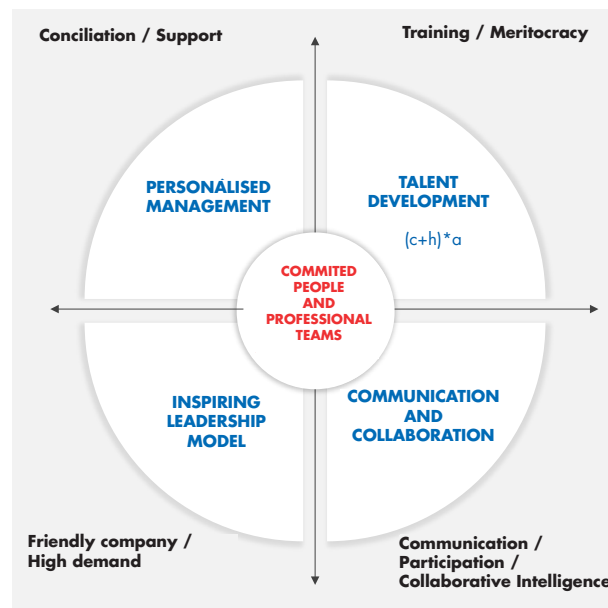 Conciliation / Support
Training / Meritocracy
PERSONÁLISED
MANAGEMENT
TALENT
DEVELOPMENT
(c+h)*a
COMMITED
PEOPLE
AND
PROFESSIONAL
TEAMS
INSPIRING
LEADERSHIP
MODEL
COMMUNICATION
AND
COLLABORATION
Friendly company /
High demand
Communication /
Participation /
Collaborative Intelligence